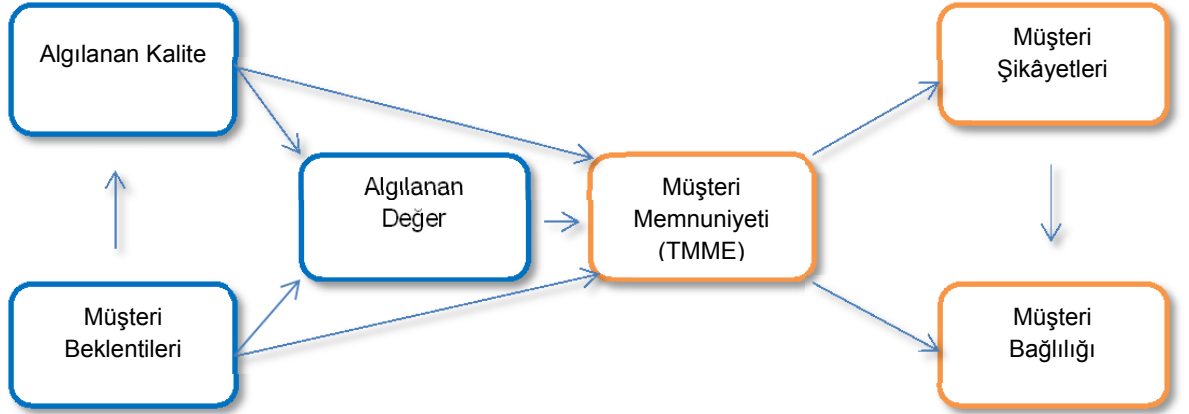 Algılanan Kalite
Müşteri
Şikâyetleri
Algılanan
Değer
Müşteri
Memnuniyeti
(TMME)
Müşteri
Beklentileri
Müşteri
Bağlılığı